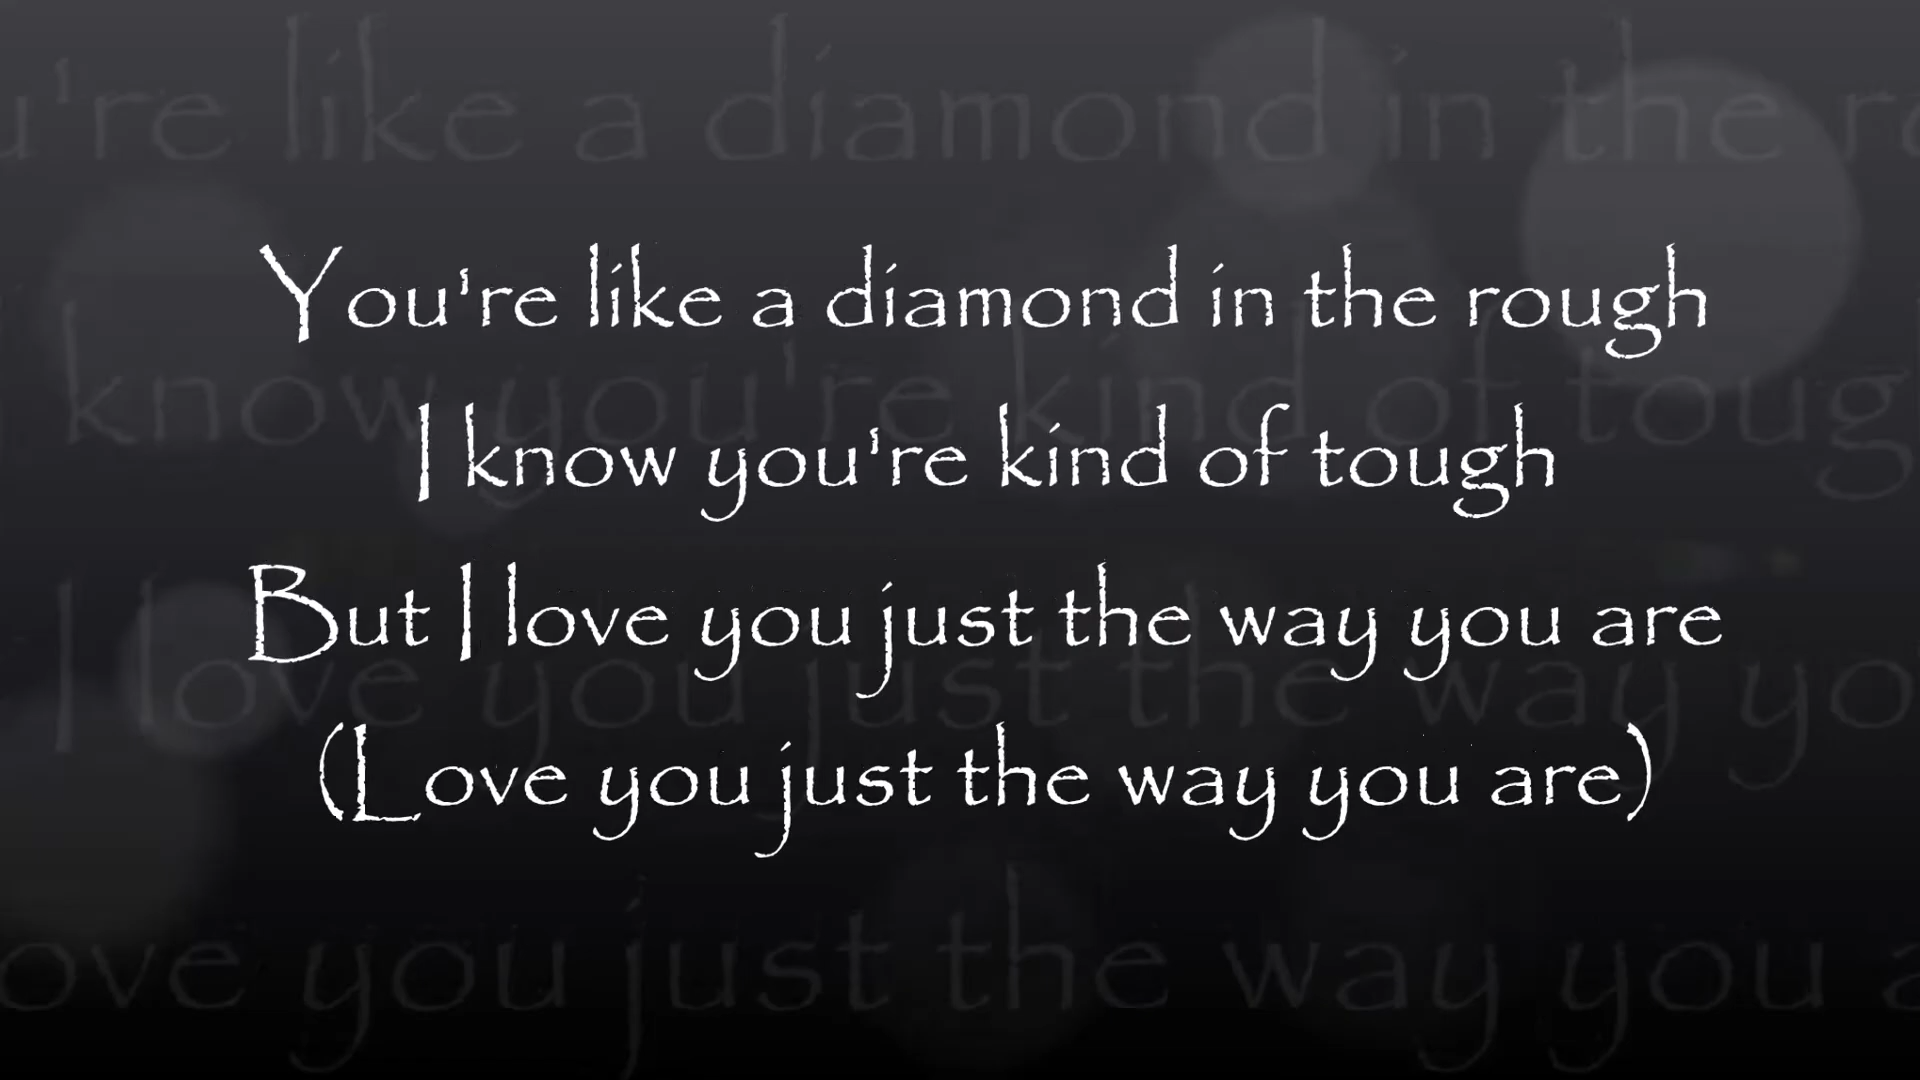 You're like a diamond in the rough
I know you're kind of tough
But I love you just the way you are
(Love you just the way you are)